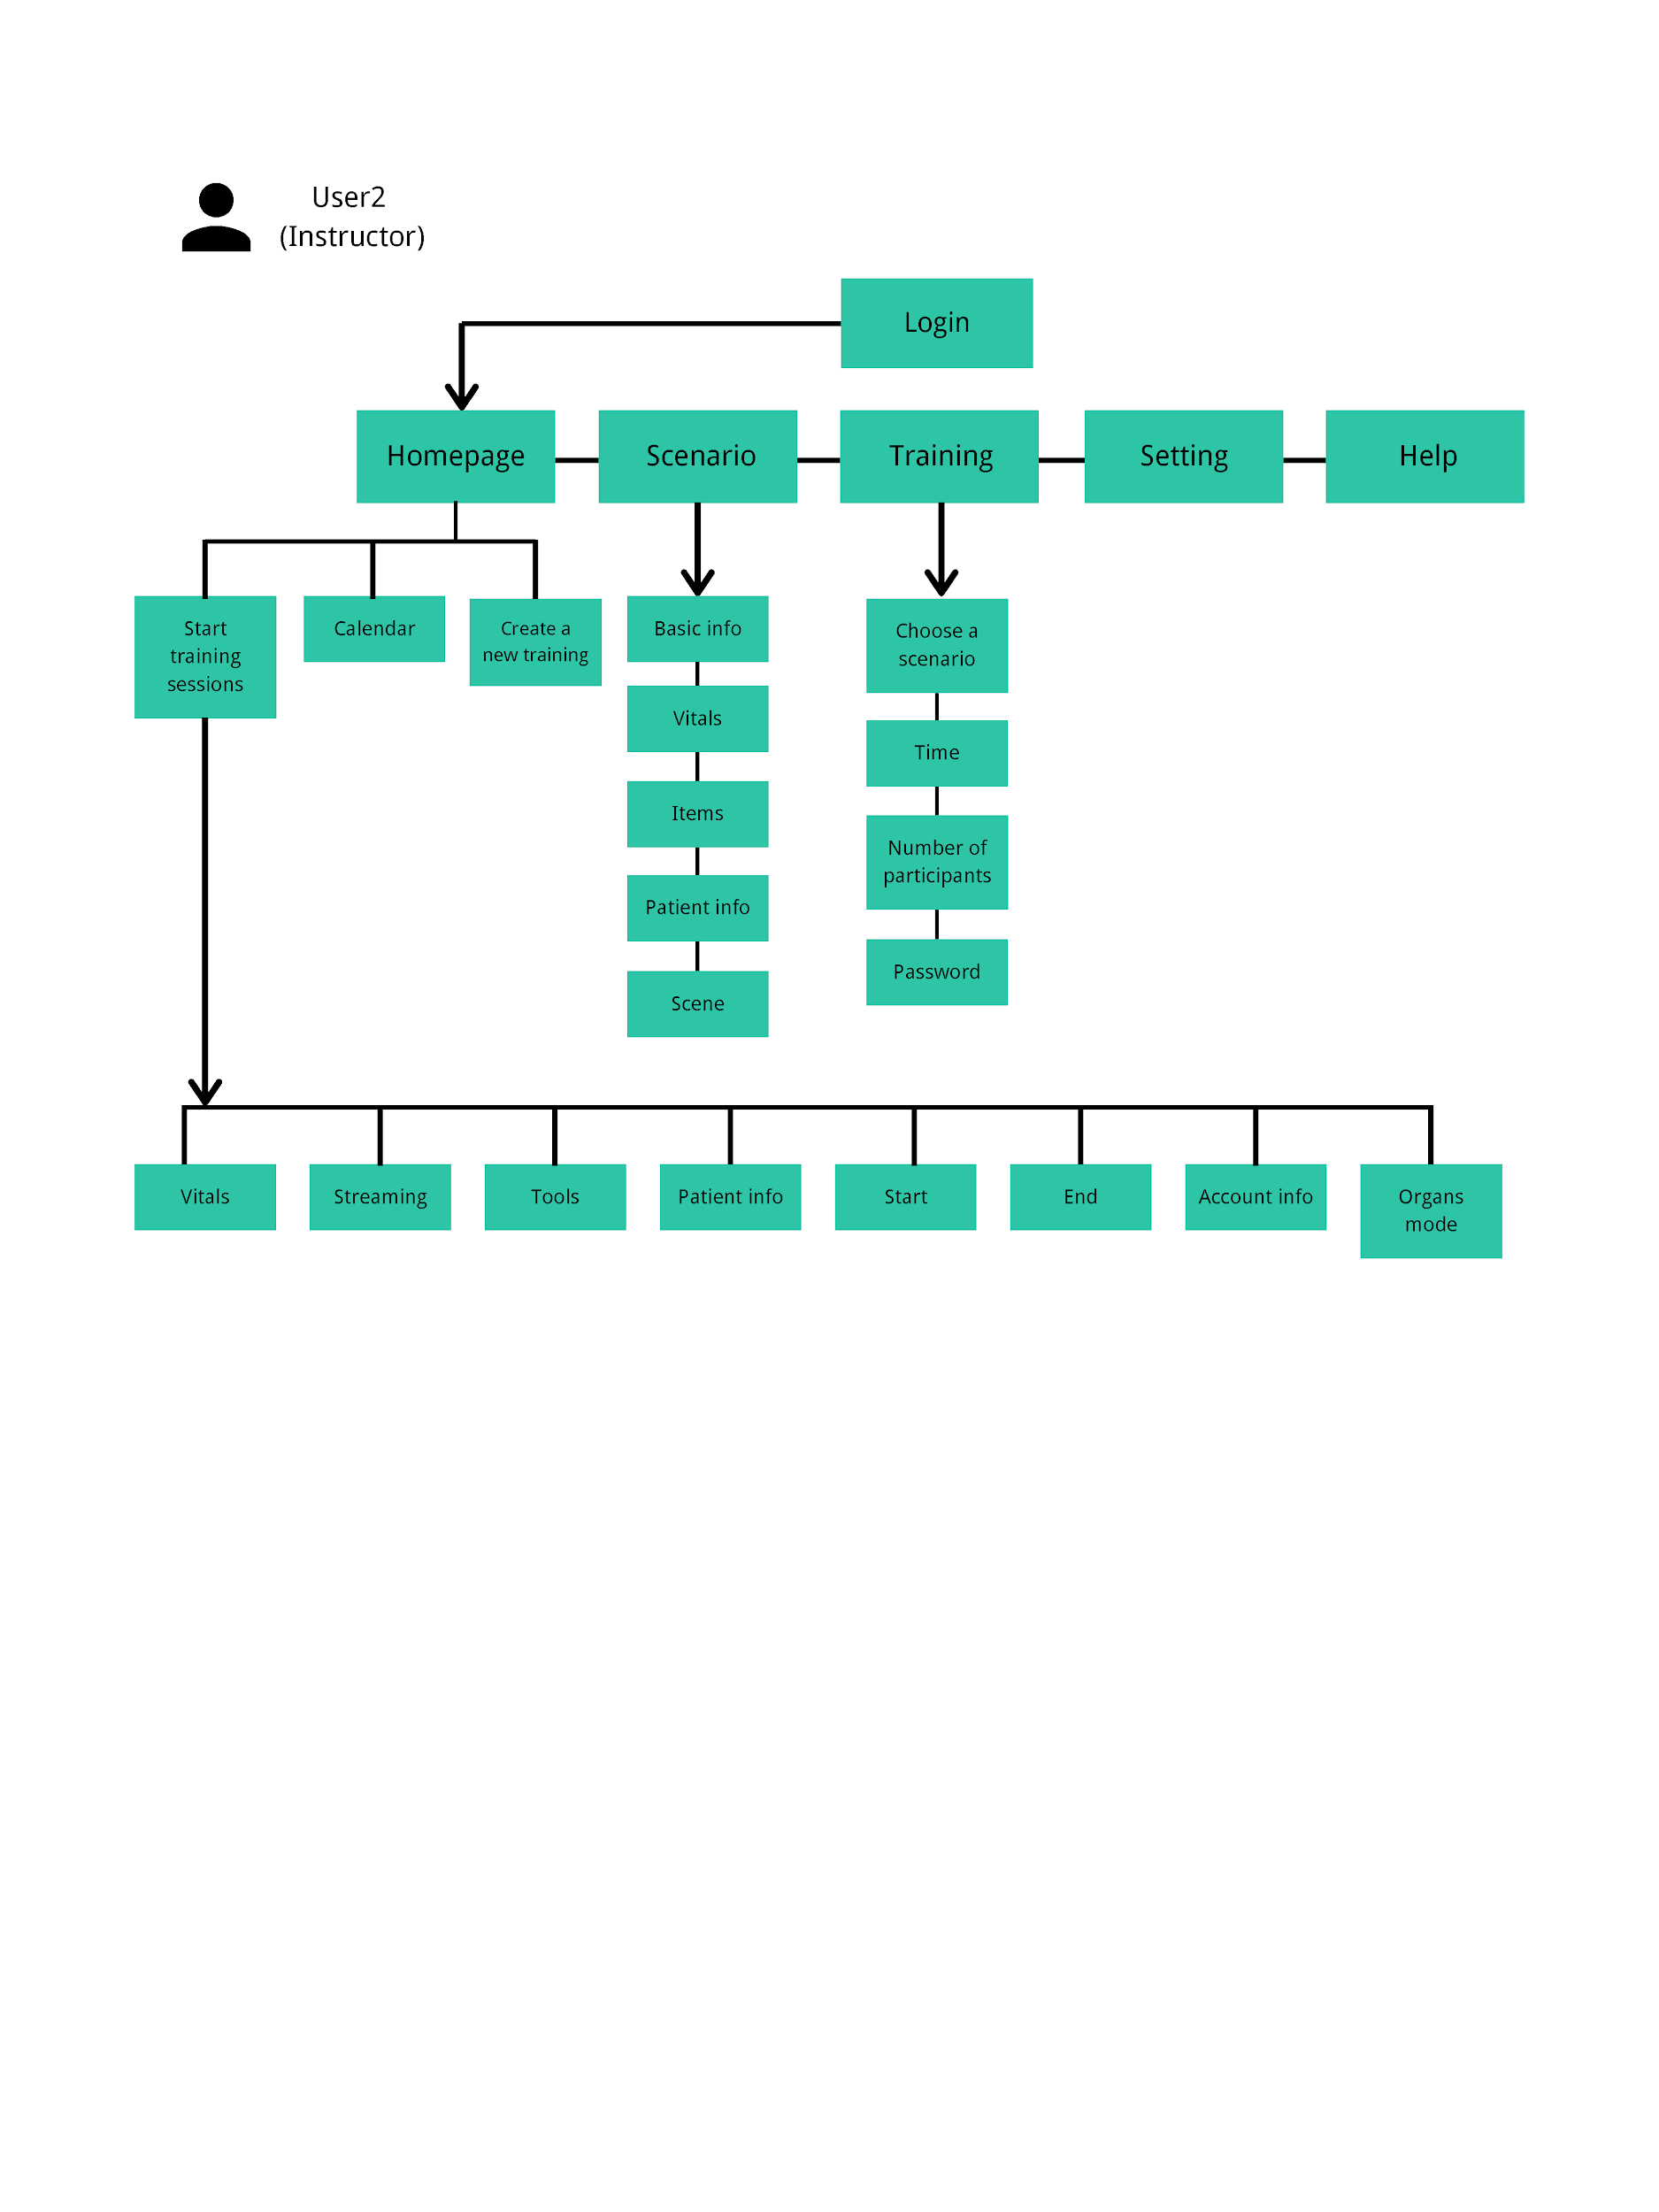 User2
(Instructor)
Login
Homepage
Scenario
Training
Setting
Help
Start
training
sessions
Calendar
Create a
new training
Basic info
Vitals
Items
Patient info
Scene
Choose a
scenario
Time
Number of
participants
Password
Vitals
Streaming
Tools
Patient info
Start
End
Account info
Organs
mode